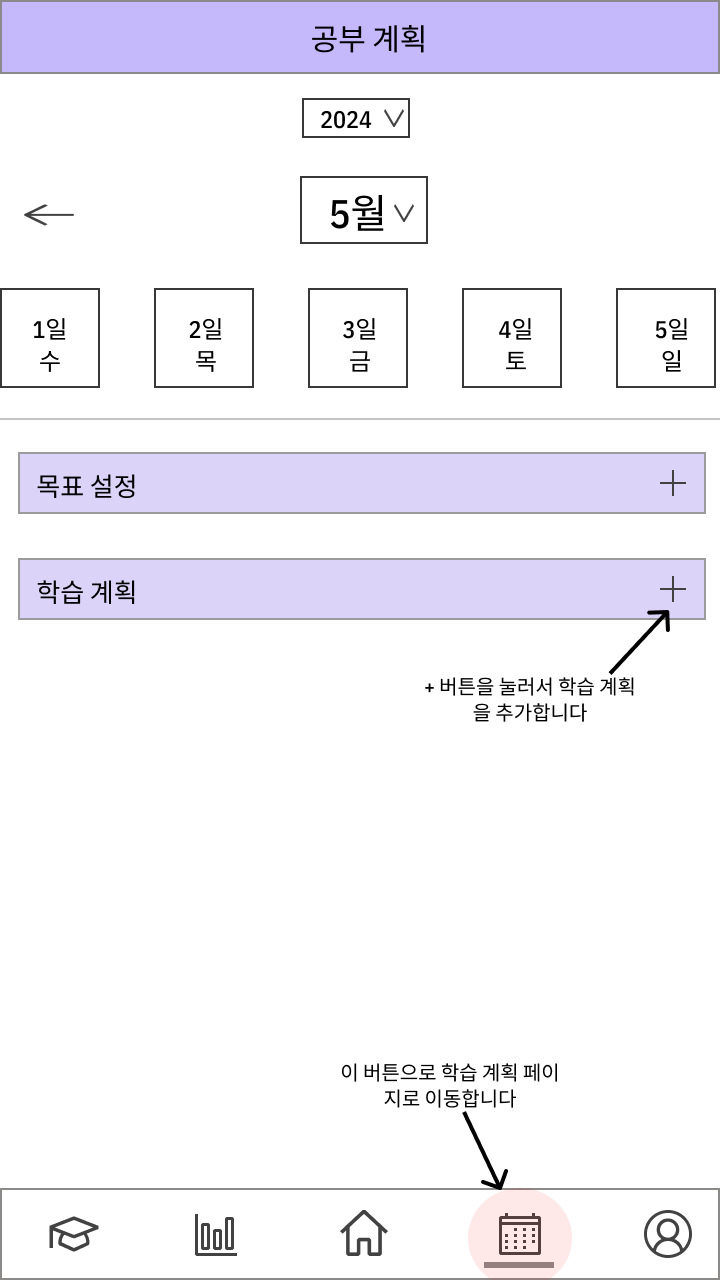 공부 계획
2024
5월
1일 2일 3일 4일 5일
수 목 금 토 일
목표 설정
학습 계획
+ 버튼을 눌러서 학습 계획
을 추가합니다
이 버튼으로 학습 계획 페이
지로 이동합니다